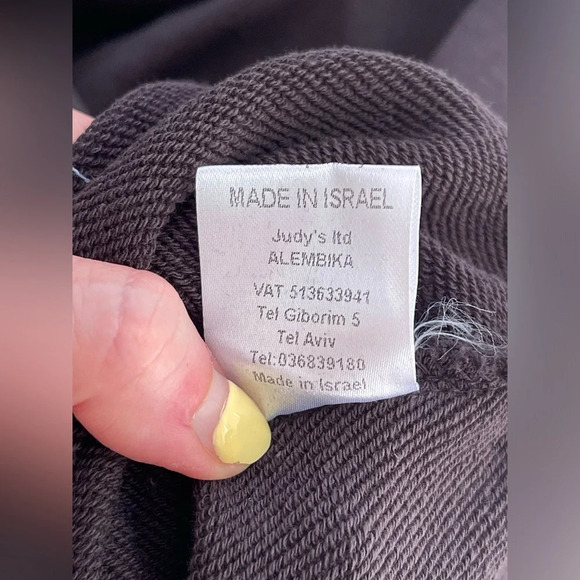 MADE IN ISRAEL
Judy's ltd
ALEMBIKA
VAT 513633941
Tel Giborim 5
Tel Aviv
Tel:036839180
Made in Israel